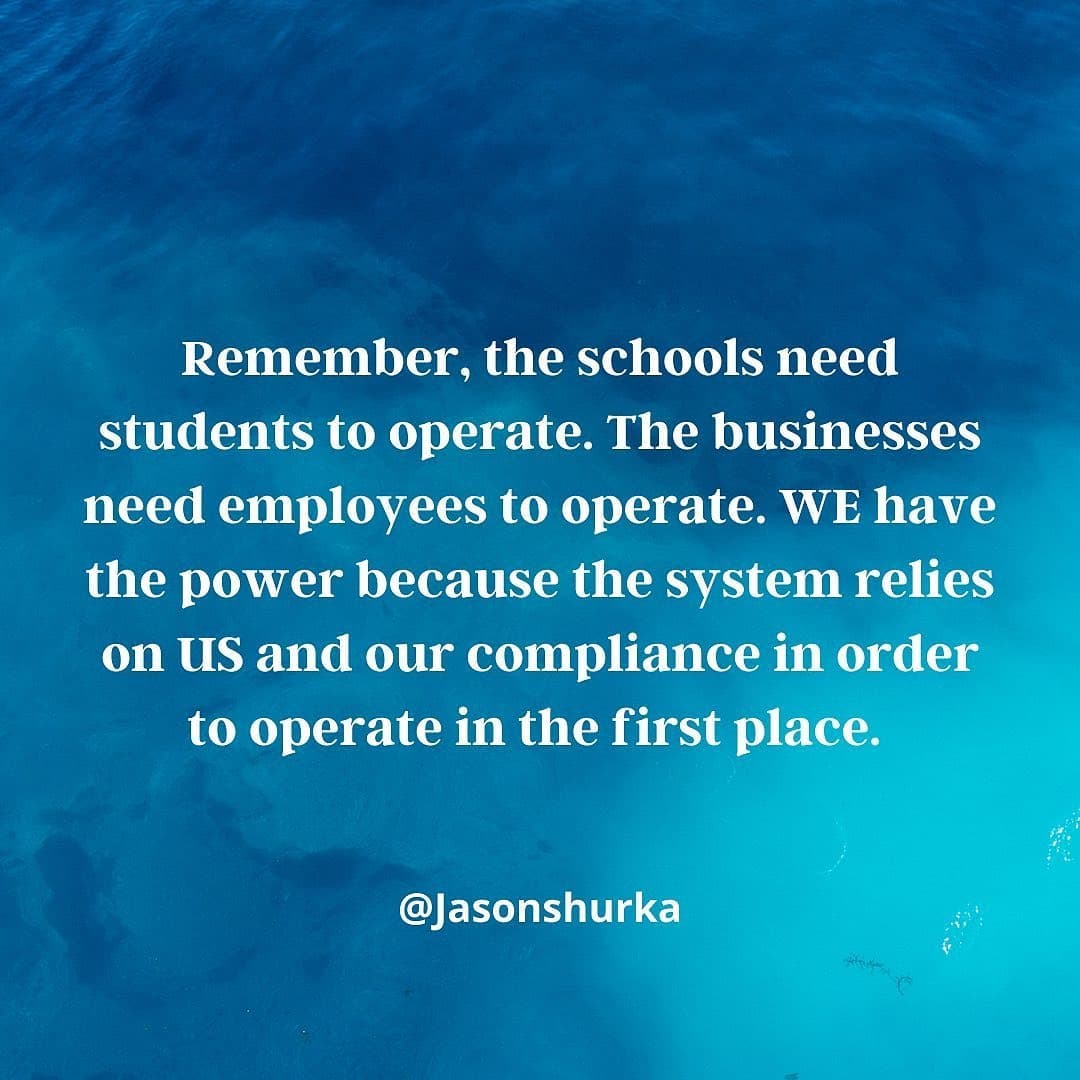 Remember, the schools need
students to operate. The businesses
need employees to operate. WE have
the power because the system relies
on US and our compliance in order
to operate in the first place.
@Jasonshurka